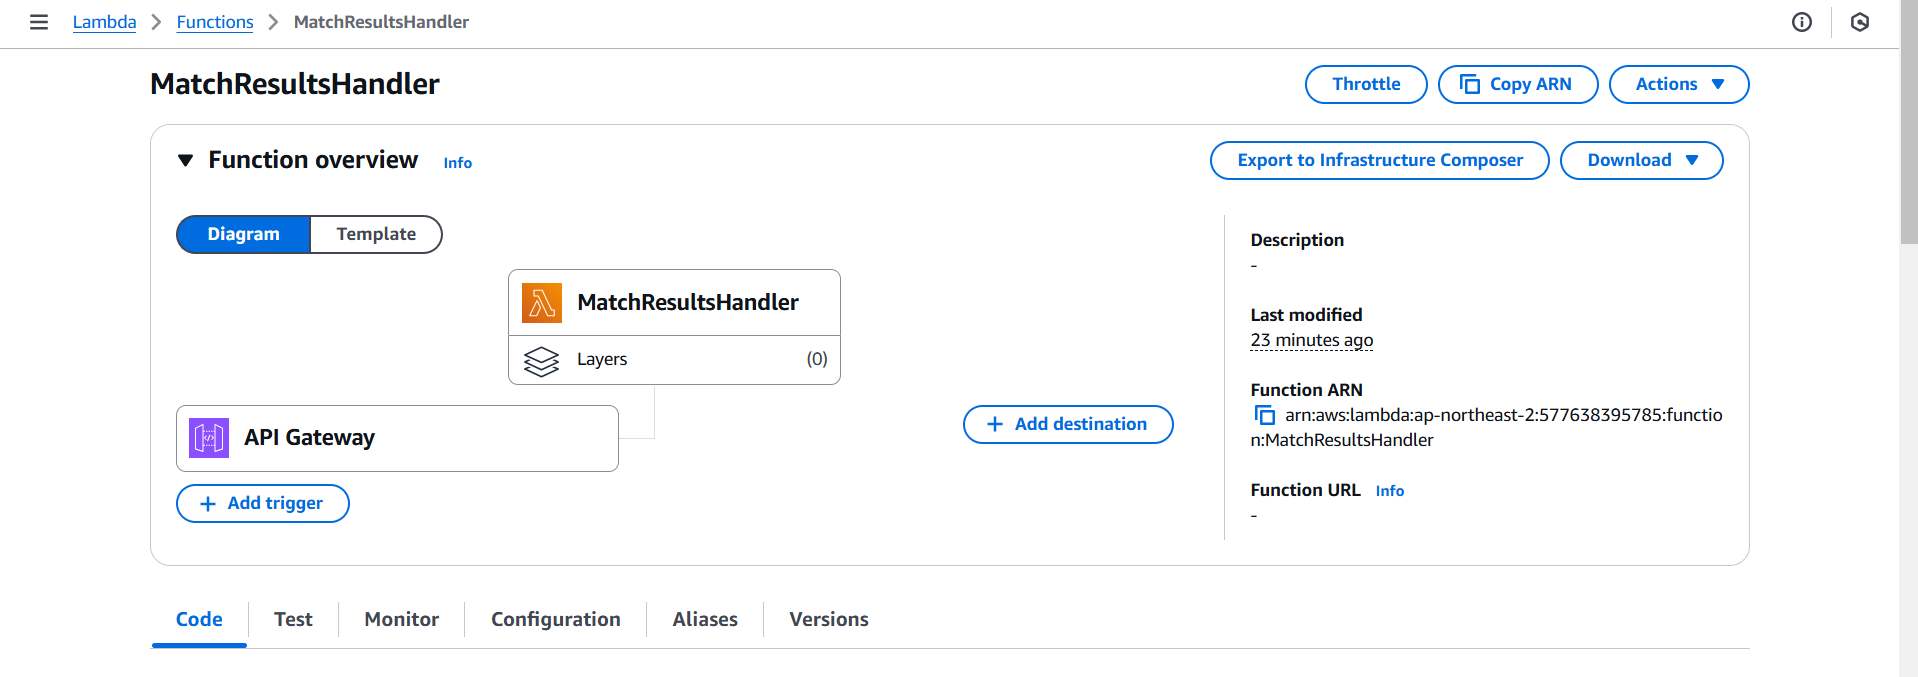 Lambda
Functions
MatchResultsHandler
MatchResultsHandler
Throttle
Copy ARN
Actions
Function overview
Info
Export to Infrastructure Composer
Download
Diagram
Template
MatchResultsHandler
Layers
(0)
API Gateway
+ Add trigger
+ Add destination
Description
-
Last modified
23 minutes ago
Function ARN
arn:aws:lambda:ap-northeast-2:577638395785:functio
n:MatchResultsHandler
Function URL
Info
-
Code
Test
Monitor
Configuration
Aliases
Versions